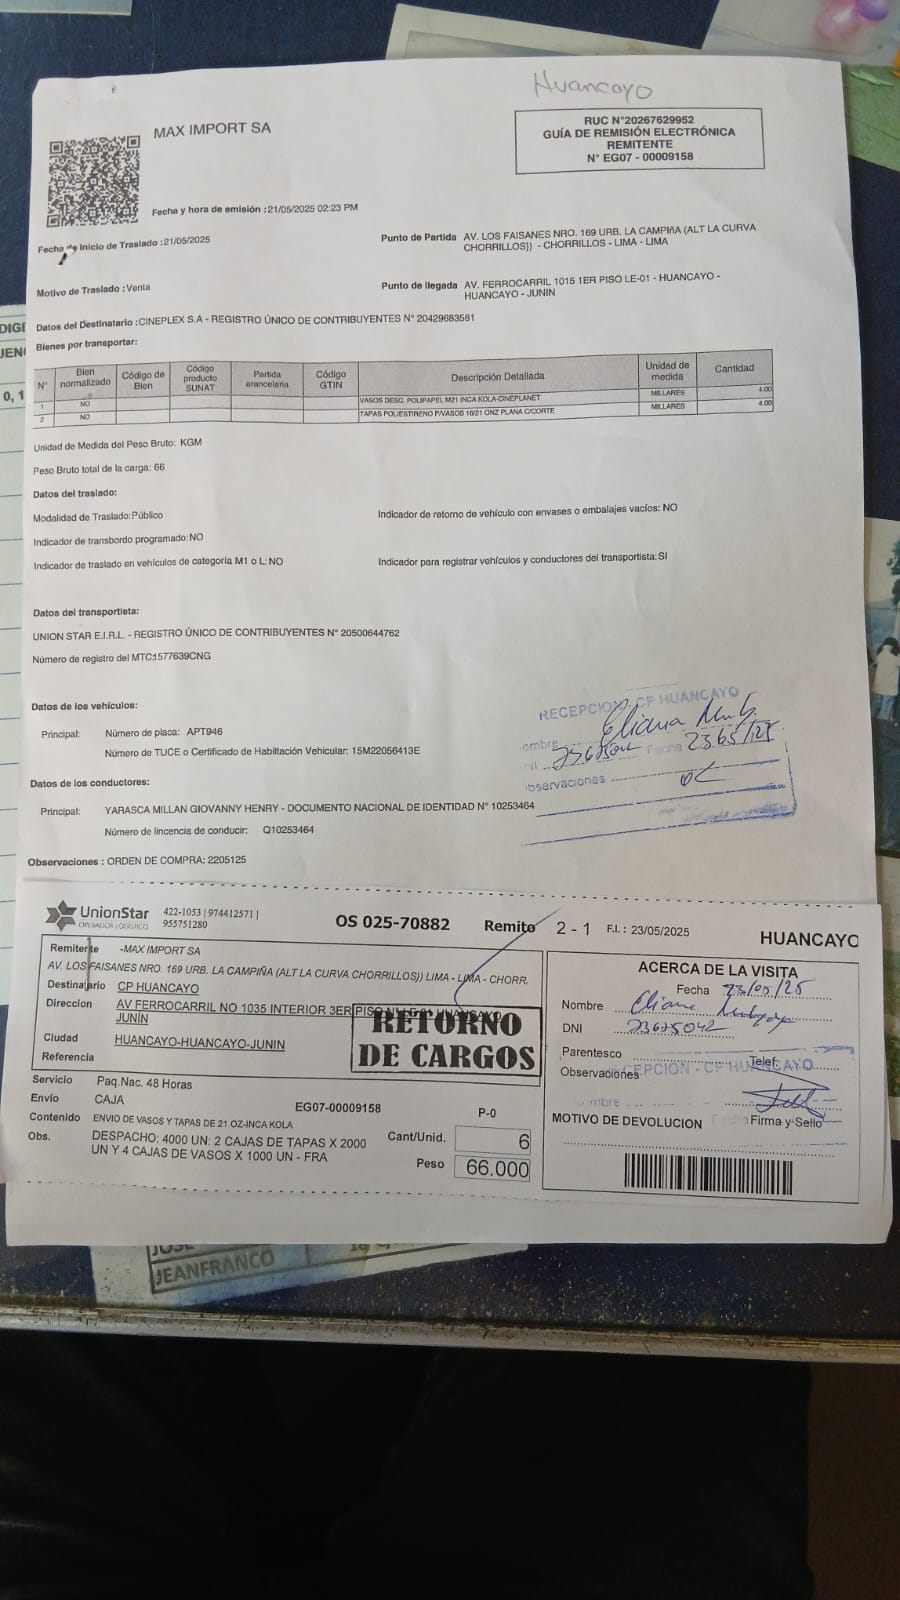 Huancayo
MAX IMPORT SA
RUC N°20267629952
GUÍA DE REMISIÓN ELECTRÓNICA
REMITENTE
N° EG07 - 00009158
Fecha y hora de emisión :21/05/2025 02:23 PM
Fecha de Inicio de Traslado :21/05/2025
Punto de Partida AV. LOS FAISANES NRO. 169 URB. LA CAMPIÑA (ALT LA CURVA
CHORRILLOS)) - CHORRILLOS - LIMA - LIMA
Motivo de Traslado :Venta
Punto de llegada AV. FERROCARRIL 1015 1ER PISO LE-01 - HUANCAYO -
HUANCAYO - JUNIN
Datos del Destinatario :CINEPLEX S.A - REGISTRO ÚNICO DE CONTRIBUYENTES N° 20429683581
Bienes por transportar:
N° Bien normalizado Código de Bien Código producto SUNAT Partida arancelaria Código GTIN Descripción Detallada Unidad de medida Cantidad
1 NO VASOS DESC. POLIPAPEL M21 INCA KOLA-CINEPLANET MILLARES 4.00
2 NO TAPAS POLIESTIRENO P/VASOS 16/21 ONZ PLANA C/CORTE MILLARES 4.00
Unidad de Medida del Peso Bruto: KGM
Peso Bruto total de la carga: 66
Datos del traslado:
Modalidad de Traslado:Público
Indicador de retorno de vehículo con envases o embalajes vacíos: NO
Indicador de transbordo programado: NO
Indicador de traslado en vehículos de categoría M1 o L: NO
Indicador para registrar vehículos y conductores del transportista: SI
Datos del transportista:
UNION STAR E.I.R.L. - REGISTRO ÚNICO DE CONTRIBUYENTES N° 20500644762
Número de registro del MTC:1577639CNG
Datos de los vehículos:
Principal: Número de placa: APT946
Número de TUCE o Certificado de Habilitación Vehicular: 15M22056413E
RECEPCION - CP HUANCAYO
Eliana
Fecha
Observaciones
Datos de los conductores:
Principal: YARASCA MILLAN GIOVANNY HENRY - DOCUMENTO NACIONAL DE IDENTIDAD N° 10253464
Número de lincencia de conducir: Q10253464
Observaciones : ORDEN DE COMPRA: 2205125
UnionStar
OPERADOR LOGÍSTICO
422-1053 | 974412571 |
955751280
OS 025-70882
Remito 2 - 1
F.I. : 23/05/2025
HUANCAYO
Remitente -MAX IMPORT SA
AV. LOS FAISANES NRO. 169 URB. LA CAMPIÑA (ALT LA CURVA CHORRILLOS)) LIMA - LIMA - CHORR.
Destinatario CP HUANCAYO
Direccion AV FERROCARRIL NO 1035 INTERIOR 3ER PISO
JUNÍN
Ciudad HUANCAYO-HUANCAYO-JUNIN
Referencia
RETORNO
DE CARGOS
Servicio Paq.Nac. 48 Horas
Envío CAJA
EG07-00009158
P-0
Contenido ENVIO DE VASOS Y TAPAS DE 21 OZ-INCA KOLA
Obs. DESPACHO: 4000 UN: 2 CAJAS DE TAPAS X 2000
UN Y 4 CAJAS DE VASOS X 1000 UN - FRA
Cant/Unid. 6
Peso 66.000
ACERCA DE LA VISITA
Fecha 23/05/25
Nombre Eliana
DNI 23675042
Parentesco
Telef.
Observaciones
RECEPCIÓN - CP HUANCAYO
MOTIVO DE DEVOLUCION
Firma y Sello
JEANFRANCO